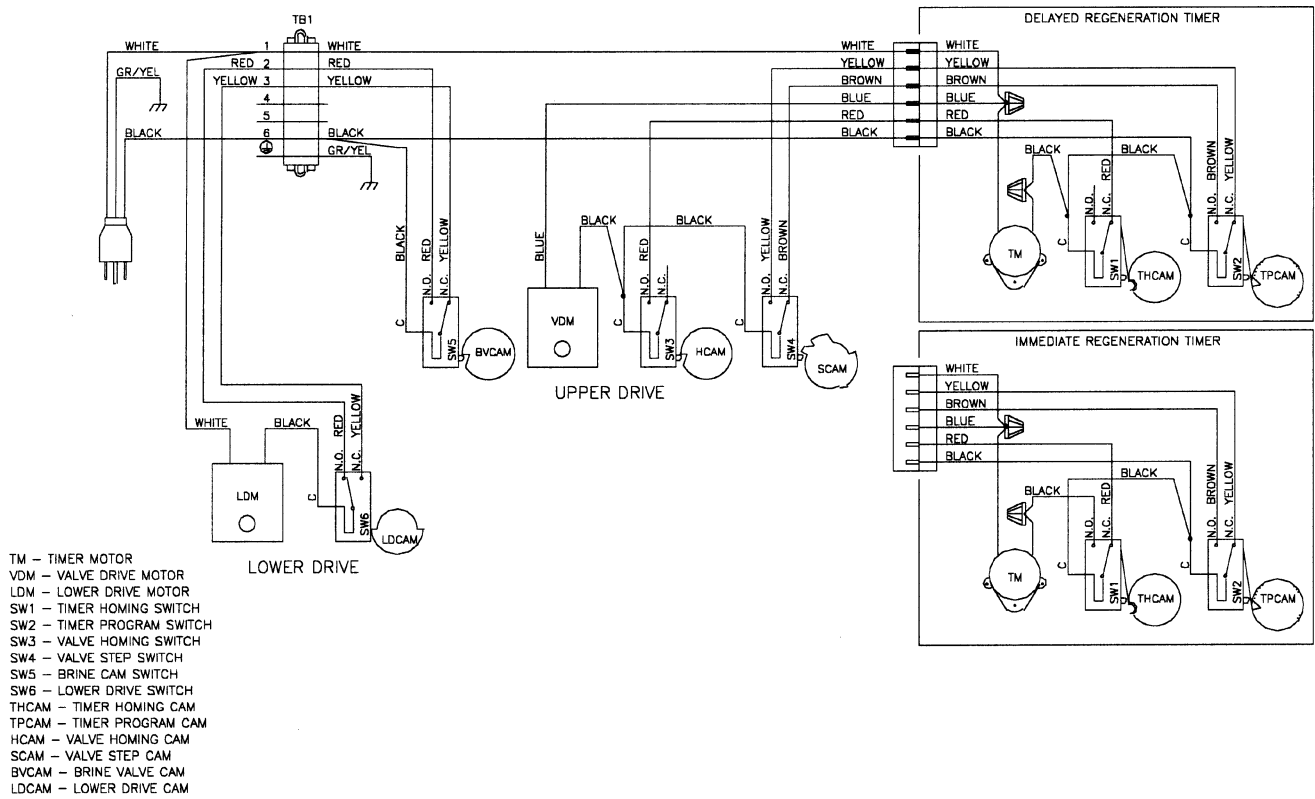 TB1
WHITE 1 WHITE WHITE WHITE
RED 2 RED YELLOW YELLOW
YELLOW 3 YELLOW BROWN BROWN
4 BLUE BLUE
5 RED RED
BLACK 6 BLACK BLACK BLACK
GR/YEL
GR/YEL
DELAYED REGENERATION TIMER
BLACK
BLACK
N.O.
N.C. RED
N.O. BROWN
N.C. YELLOW
C
C
TM
SW1
THCAM
SW2
TPCAM
BLACK
N.O. RED
N.C. YELLOW
C
SW5
BVCAM
BLUE
BLACK
BLACK
VDM
N.O. RED
N.C.
C
SW3
HCAM
N.O. YELLOW
N.C. BROWN
C
SW4
SCAM
UPPER DRIVE
IMMEDIATE REGENERATION TIMER
WHITE
YELLOW
BROWN
BLUE
RED
BLACK
BLACK
BLACK
N.O.
N.C. RED
N.O. BROWN
N.C. YELLOW
C
C
TM
SW1
THCAM
SW2
TPCAM
WHITE
BLACK
N.O. RED
N.C. YELLOW
C
LDM
SW6
LDCAM
LOWER DRIVE
TM – TIMER MOTOR
VDM – VALVE DRIVE MOTOR
LDM – LOWER DRIVE MOTOR
SW1 – TIMER HOMING SWITCH
SW2 – TIMER PROGRAM SWITCH
SW3 – VALVE HOMING SWITCH
SW4 – VALVE STEP SWITCH
SW5 – BRINE CAM SWITCH
SW6 – LOWER DRIVE SWITCH
THCAM – TIMER HOMING CAM
TPCAM – TIMER PROGRAM CAM
HCAM – VALVE HOMING CAM
SCAM – VALVE STEP CAM
BVCAM – BRINE VALVE CAM
LDCAM – LOWER DRIVE CAM